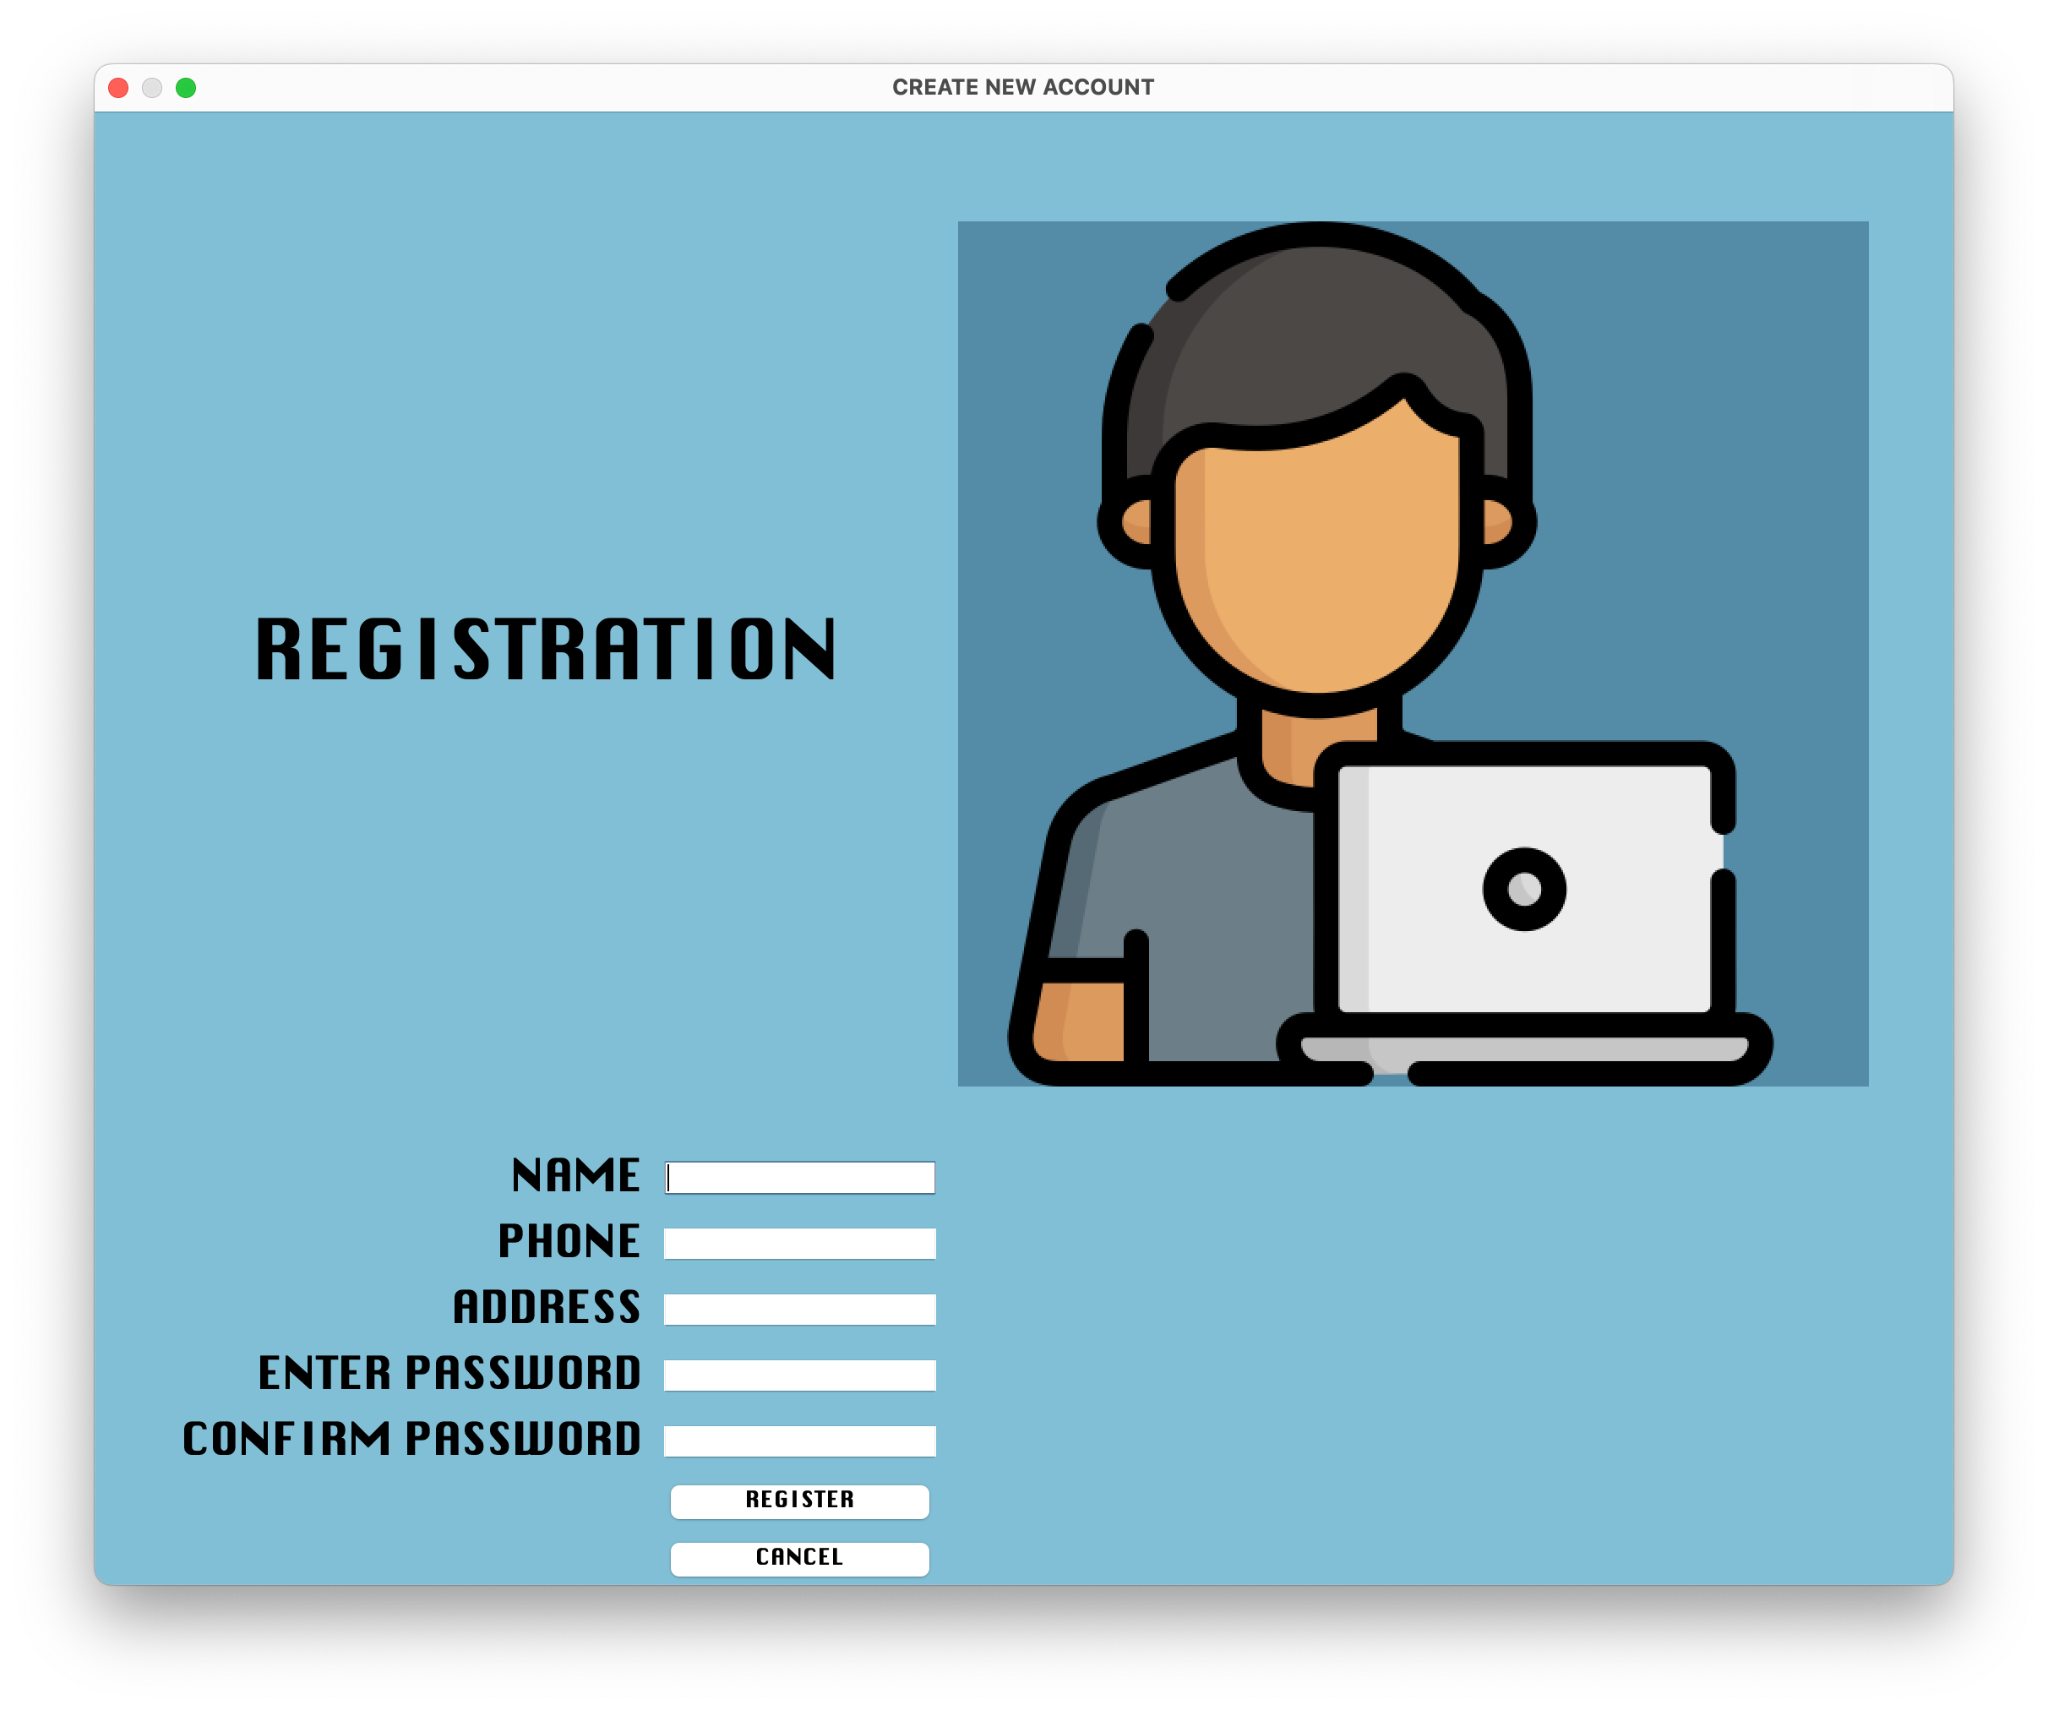 CREATE NEW ACCOUNT
REGISTRATION
NAME
PHONE
ADDRESS
ENTER PASSWORD
CONFIRM PASSWORD
REGISTER
CANCEL